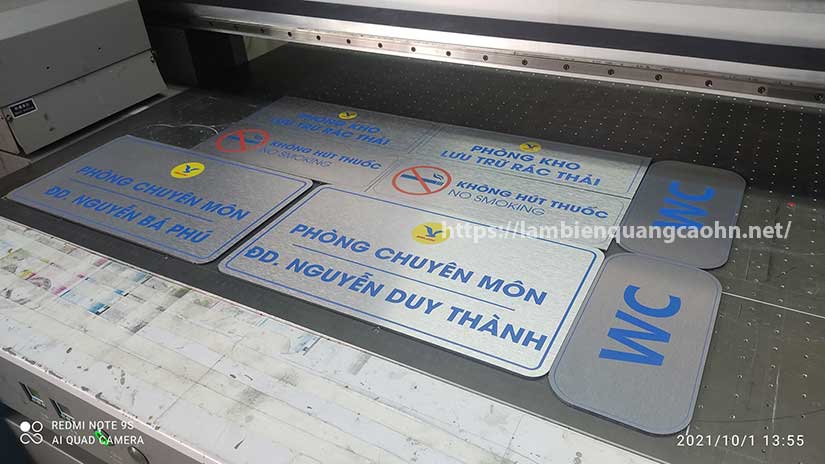 PHÒNG KHO
LƯU TRỮ RÁC THẢI
KHÔNG HÚT THUỐC
NO SMOKING
PHÒNG KHO
LƯU TRỮ RÁC THẢI
KHÔNG HÚT THUỐC
NO SMOKING
PHÒNG CHUYÊN MÔN
ĐD. NGUYỄN BÁ PHÚ
PHÒNG CHUYÊN MÔN
ĐD. NGUYỄN DUY THÀNH
WC
WC
https://lambienquangcaohn.net/
REDMI NOTE 9S
AI QUAD CAMERA
2021/10/1 13:55